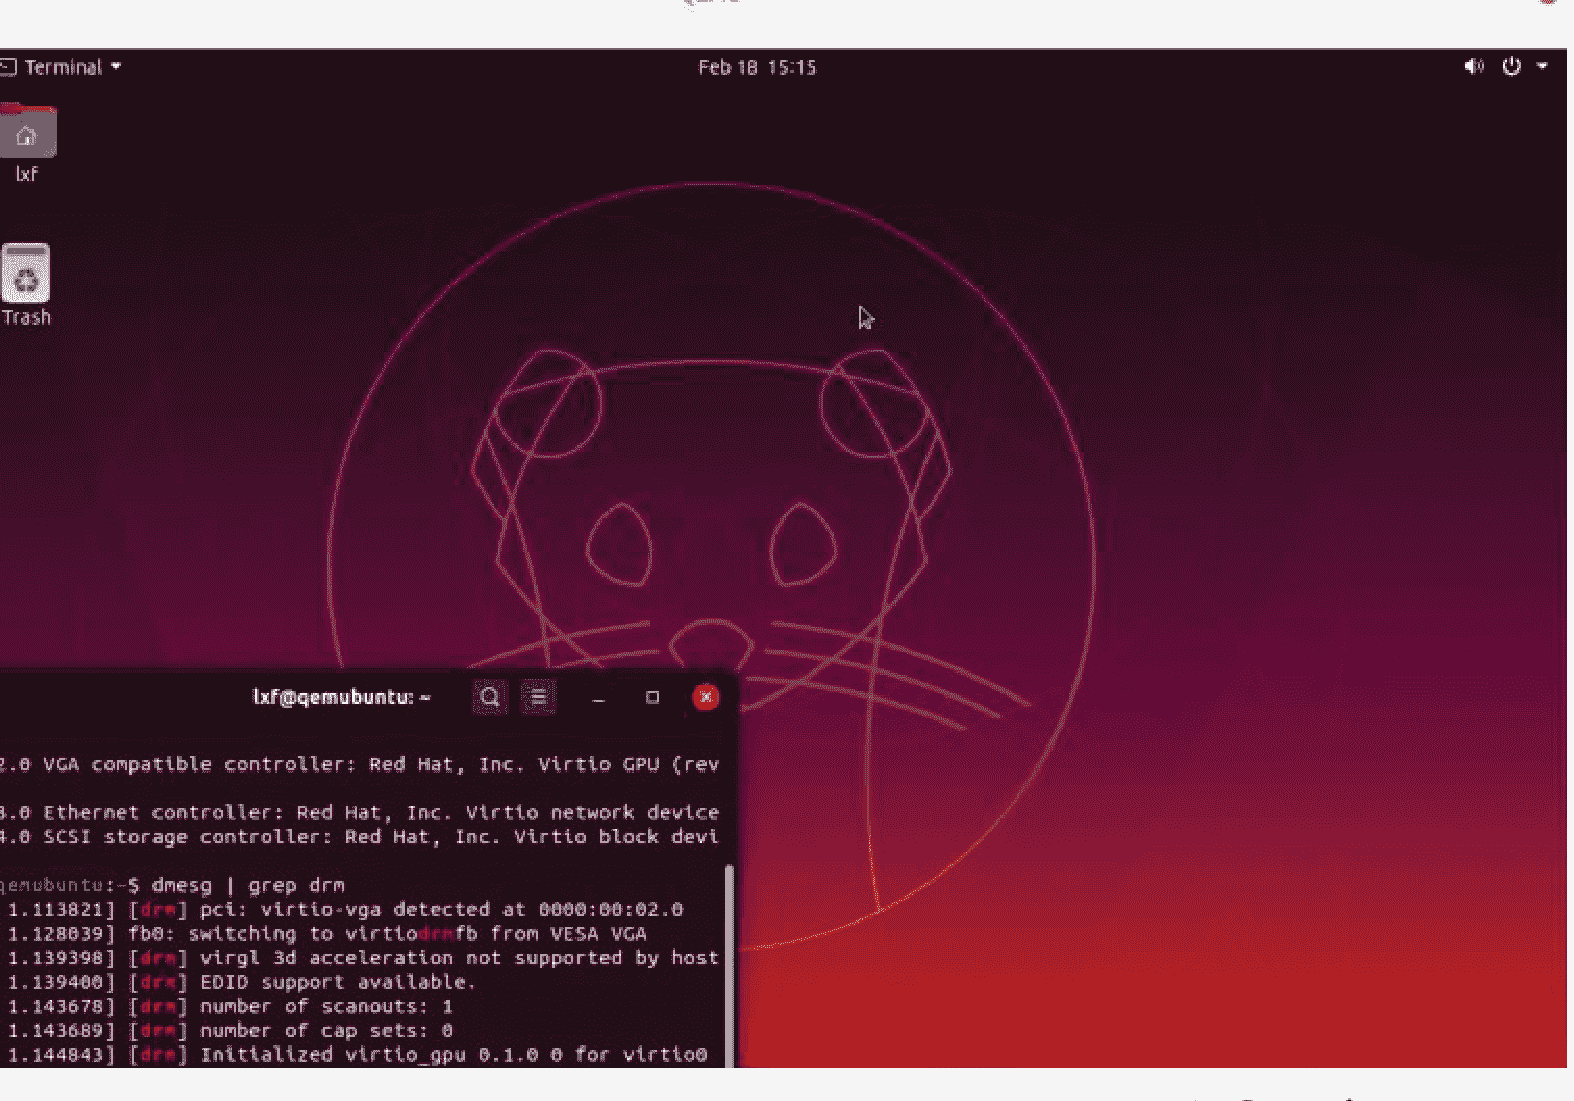 Terminal
Feb 18 15:15
lxf
Trash
lxf@qemubuntu: ~
2.0 VGA compatible controller: Red Hat, Inc. Virtio GPU (rev
3.0 Ethernet controller: Red Hat, Inc. Virtio network device
4.0 SCSI storage controller: Red Hat, Inc. Virtio block devi
qemubuntu:~$ dmesg | grep drm
1.113821] [drm] pci: virtio-vga detected at 0000:00:02.0
1.128039] fb0: switching to virtiodrmfb from VESA VGA
1.139398] [drm] virgl 3d acceleration not supported by host
1.139400] [drm] EDID support available.
1.143678] [drm] number of scanouts: 1
1.143689] [drm] number of cap sets: 0
1.144843] [drm] Initialized virtio_gpu 0.1.0 0 for virtio0